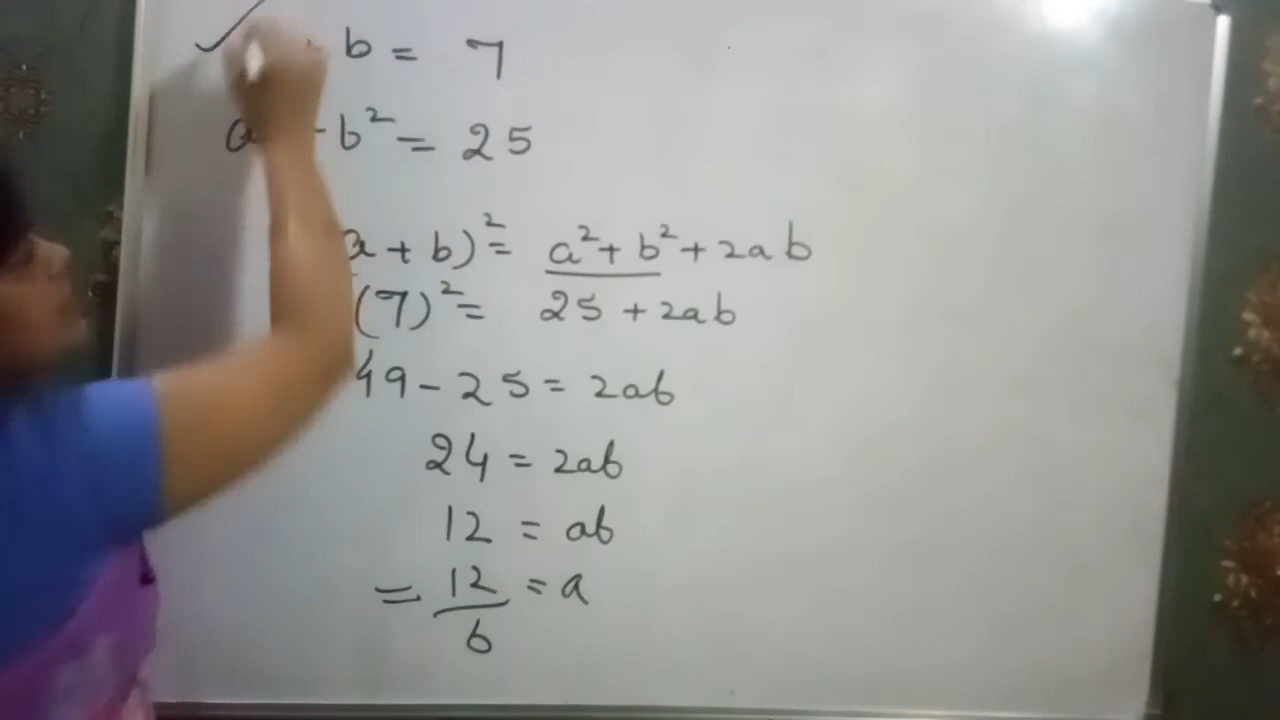 b = 7
a - b² = 25
a + b)² = a² + b² + 2ab
(7)² = 25 + 2ab
49 - 25 = 2ab
24 = 2ab
12 = ab
= 12/b = a